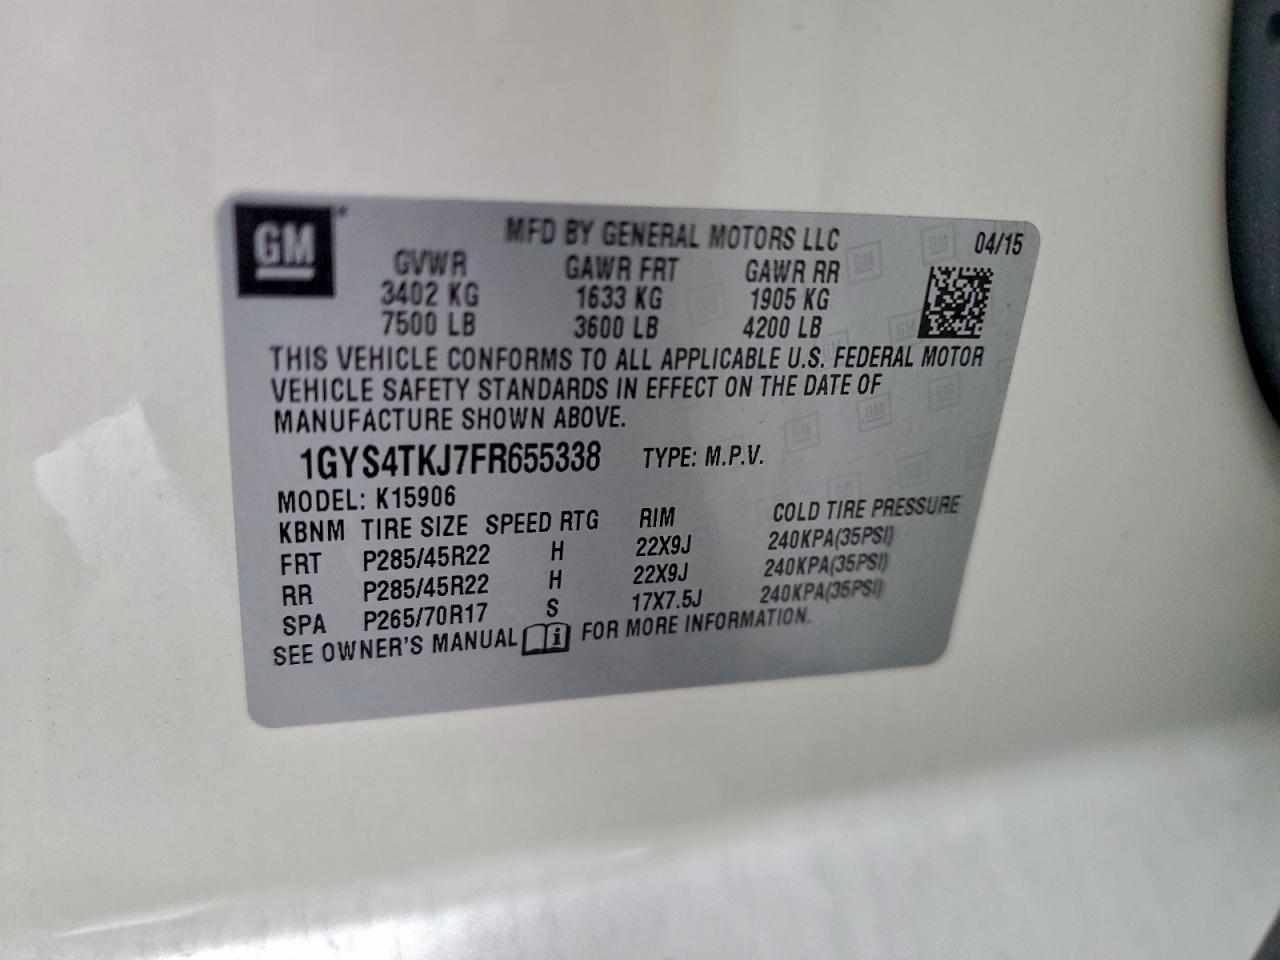 GM
MFD BY GENERAL MOTORS LLC 04/15
GVWR GAWR FRT GAWR RR
3402 KG 1633 KG 1905 KG
7500 LB 3600 LB 4200 LB
THIS VEHICLE CONFORMS TO ALL APPLICABLE U.S. FEDERAL MOTOR
VEHICLE SAFETY STANDARDS IN EFFECT ON THE DATE OF
MANUFACTURE SHOWN ABOVE.
1GYS4TKJ7FR655338 TYPE: M.P.V.
MODEL: K15906
KBNM TIRE SIZE SPEED RTG RIM COLD TIRE PRESSURE
FRT P285/45R22 H 22X9J 240KPA(35PSI)
RR P285/45R22 H 22X9J 240KPA(35PSI)
SPA P265/70R17 S 17X7.5J 240KPA(35PSI)
SEE OWNER'S MANUAL i FOR MORE INFORMATION.